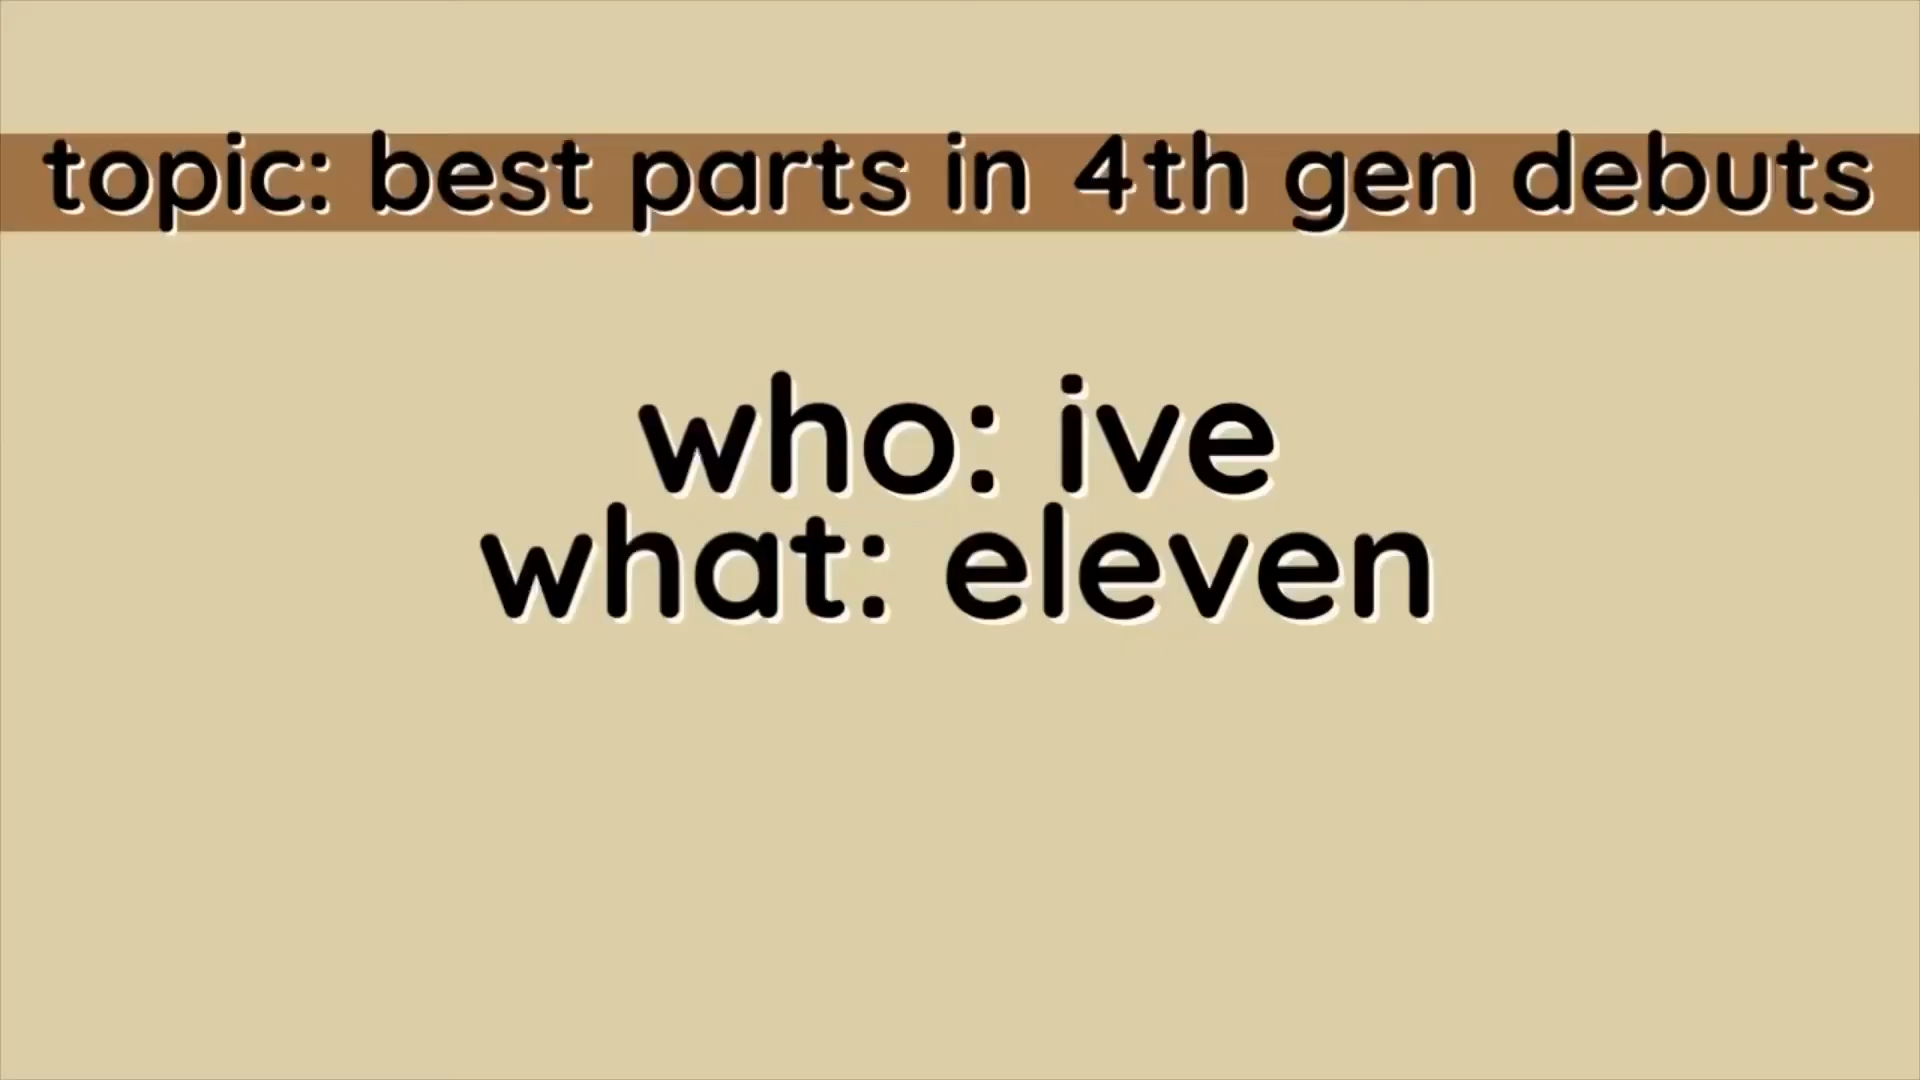 topic: best parts in 4th gen debuts
who: ive
what: eleven